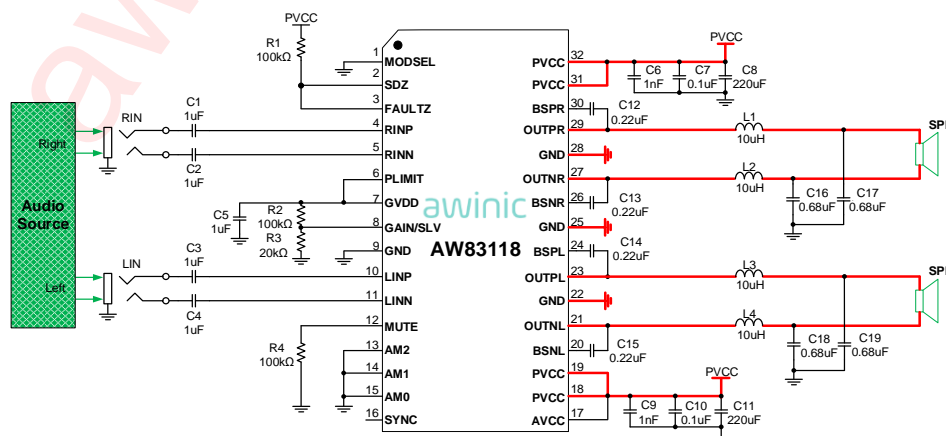 PVCC
R1
100kΩ
1
MODSEL
2
SDZ
3
FAULTZ
RIN
C1
1uF
4
RINP
Right
C2
1uF
5
RINN
6
PLIMIT
7
GVDD
C5
1uF
R2
100kΩ
8
GAIN/SLV
R3
20kΩ
9
GND
Audio
Source
LIN
C3
1uF
10
LINP
Left
C4
1uF
11
LINN
12
MUTE
R4
100kΩ
13
AM2
14
AM1
15
AM0
16
SYNC
awinic
AW83118
PVCC
32
PVCC
31
PVCC
C6
1nF
C7
0.1uF
C8
220uF
BSPR
30
C12
0.22uF
OUTPR
29
L1
10uH
GND
28
OUTNR
27
L2
10uH
BSNR
26
C13
0.22uF
C16
0.68uF
C17
0.68uF
GND
25
BSPL
24
C14
0.22uF
OUTPL
23
L3
10uH
GND
22
OUTNL
21
L4
10uH
BSNL
20
C15
0.22uF
C18
0.68uF
C19
0.68uF
PVCC
19
PVCC
18
AVCC
17
PVCC
C9
1nF
C10
0.1uF
C11
220uF